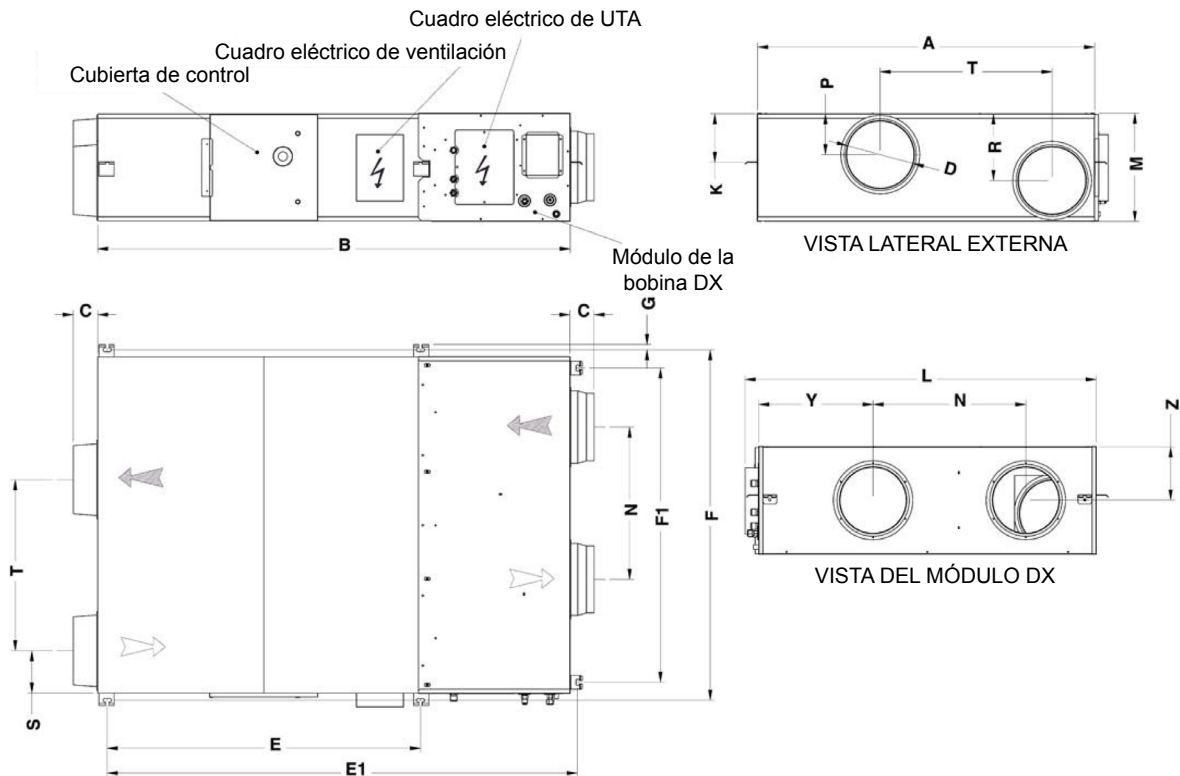 Cuadro eléctrico de UTA
Cuadro eléctrico de ventilación
Cubierta de control
B
Módulo de la
bobina DX
A
T
P
D
R
K
M
VISTA LATERAL EXTERNA
C
C
G
N
F1
F
T
S
E
E1
L
Y
N
Z
VISTA DEL MÓDULO DX